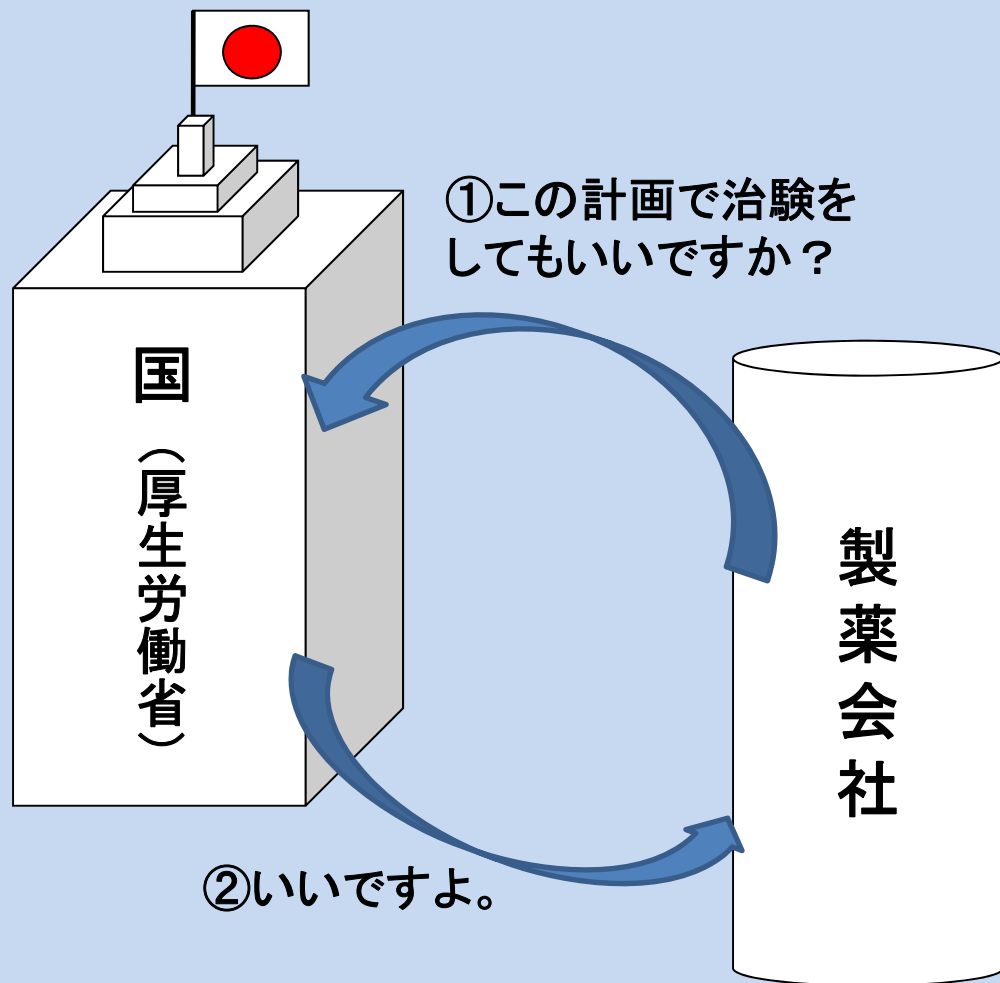 ①この計画で治験を
してもいいですか？
国（厚生労働省）
製薬会社
②いいですよ。